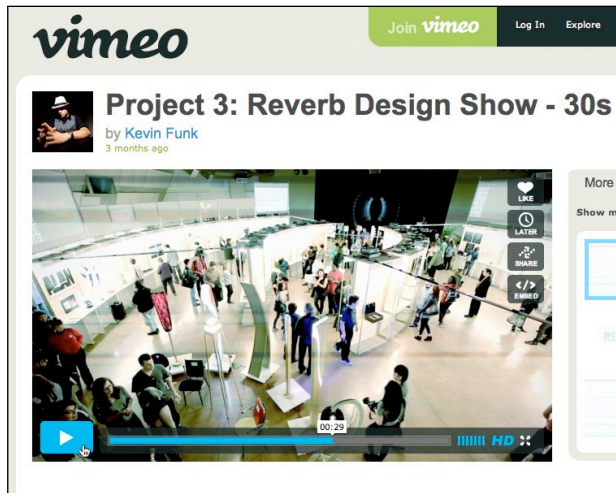 vimeo
Join vimeo
Log In
Explore
Project 3: Reverb Design Show - 30s
by Kevin Funk
3 months ago
LIKE
LATER
SHARE
</>
EMBED
More
Show m
RE
00:29
HD